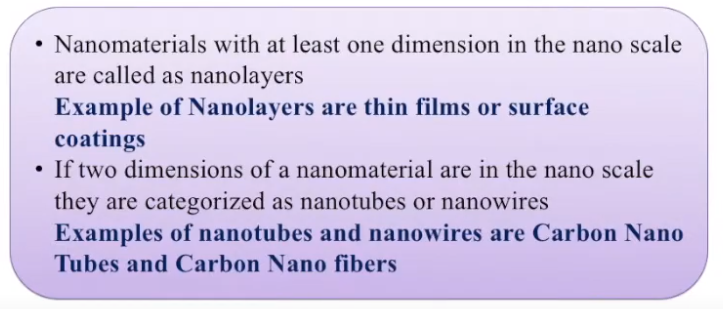 • Nanomaterials with at least one dimension in the nano scale
are called as nanolayers
Example of Nanolayers are thin films or surface
coatings
• If two dimensions of a nanomaterial are in the nano scale
they are categorized as nanotubes or nanowires
Examples of nanotubes and nanowires are Carbon Nano
Tubes and Carbon Nano fibers